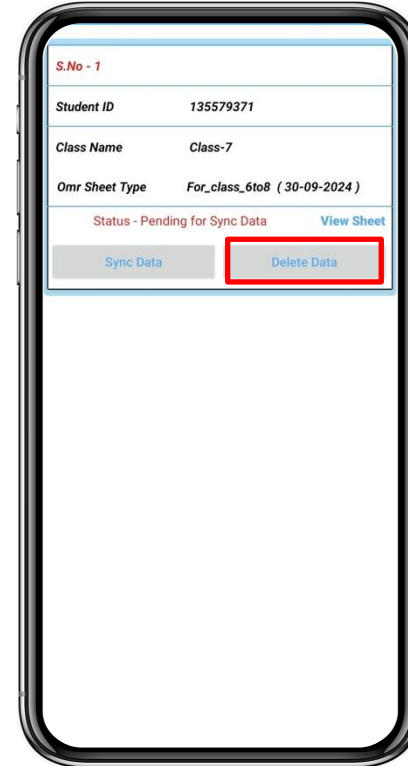 S.No - 1
Student ID 135579371
Class Name Class-7
Omr Sheet Type For_class_6to8 ( 30-09-2024 )
Status - Pending for Sync Data View Sheet
Sync Data Delete Data